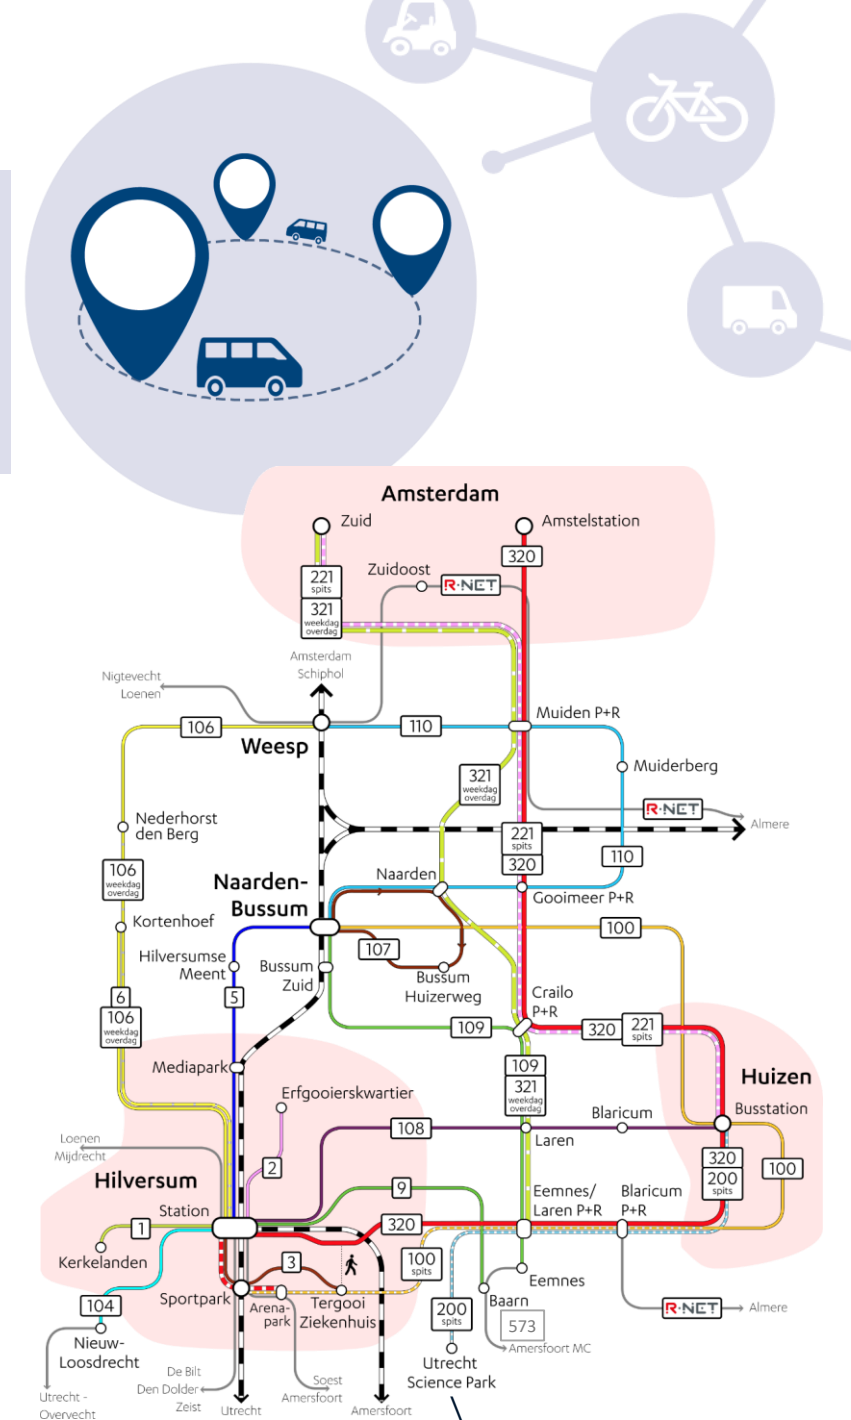 Amsterdam
Zuid
Amstelstation
320
221
spits
321
weekdag
overdag
Zuidoost
R·NET
Amsterdam
Schiphol
Nigtevecht
Loenen
106
110
Muiden P+R
Weesp
Muiderberg
321
weekdag
overdag
R·NET
Almere
Nederhorst
den Berg
221
spits
320
110
106
weekdag
overdag
Naarden-
Bussum
Naarden
Gooimeer P+R
Kortenhoef
100
107
Hilversumse
Meent
Bussum
Zuid
Bussum
Huizerweg
6
106
weekdag
overdag
5
Crailo
P+R
109
320
221
spits
Mediapark
109
321
weekdag
overdag
Huizen
Erfgooierskwartier
Busstation
Blaricum
108
Laren
Loenen
Mijdrecht
2
320
200
spits
100
Hilversum
9
Eemnes/
Laren P+R
Blaricum
P+R
Station
1
320
Kerkelanden
3
100
spits
Eemnes
Sportpark
Arena-
park
Tergooi
Ziekenhuis
Baarn
104
200
spits
573
R·NET
Almere
Nieuw-
Loosdrecht
Amersfoort MC
Utrecht
Science Park
De Bilt
Den Dolder
Zeist
Soest
Amersfoort
Utrecht -
Overvecht
Utrecht
Amersfoort